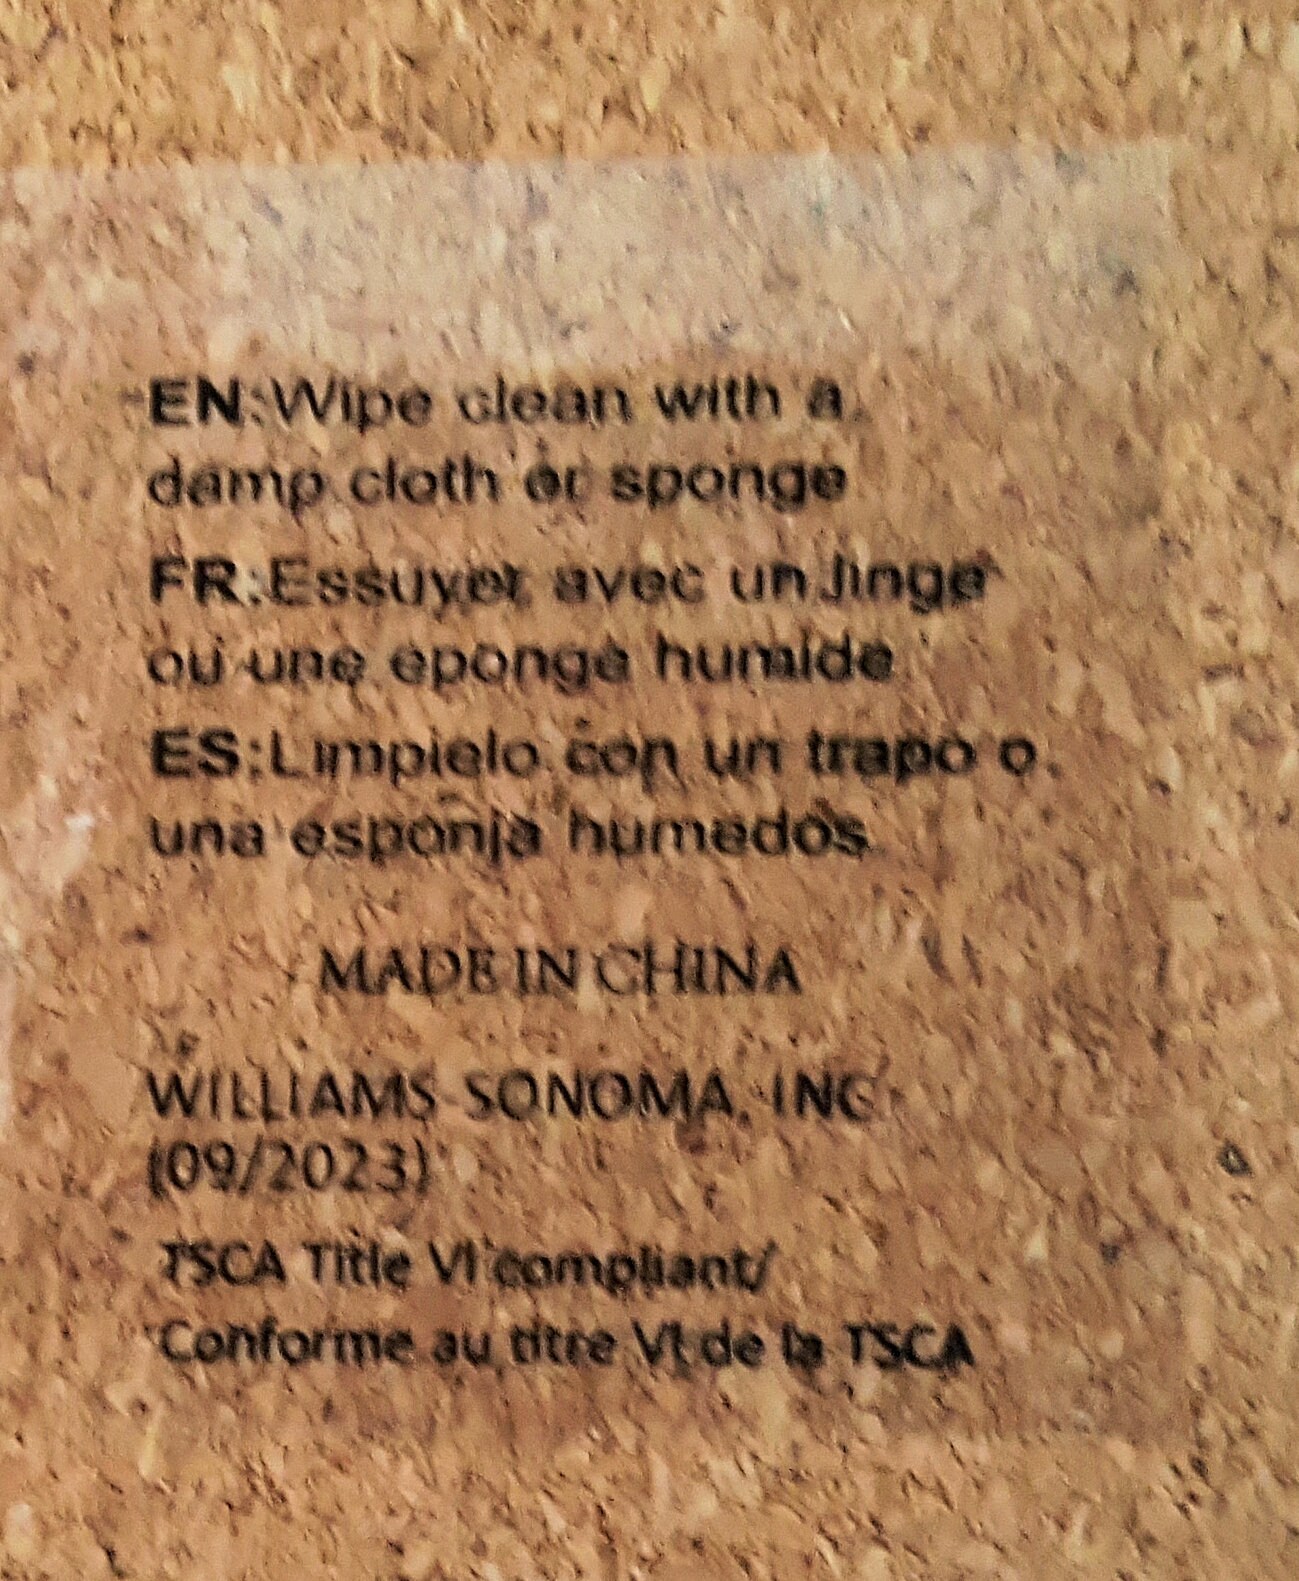 EN:Wipe clean with a
damp cloth or sponge
FR:Essuyer avec un linge
ou une eponge humide
ES:Limpielo con un trapo o
una esponja humedos
MADE IN CHINA
WILLIAMS-SONOMA, INC
(09/2023)
TSCA Title VI compliant/
Conforme au titre VI de la TSCA